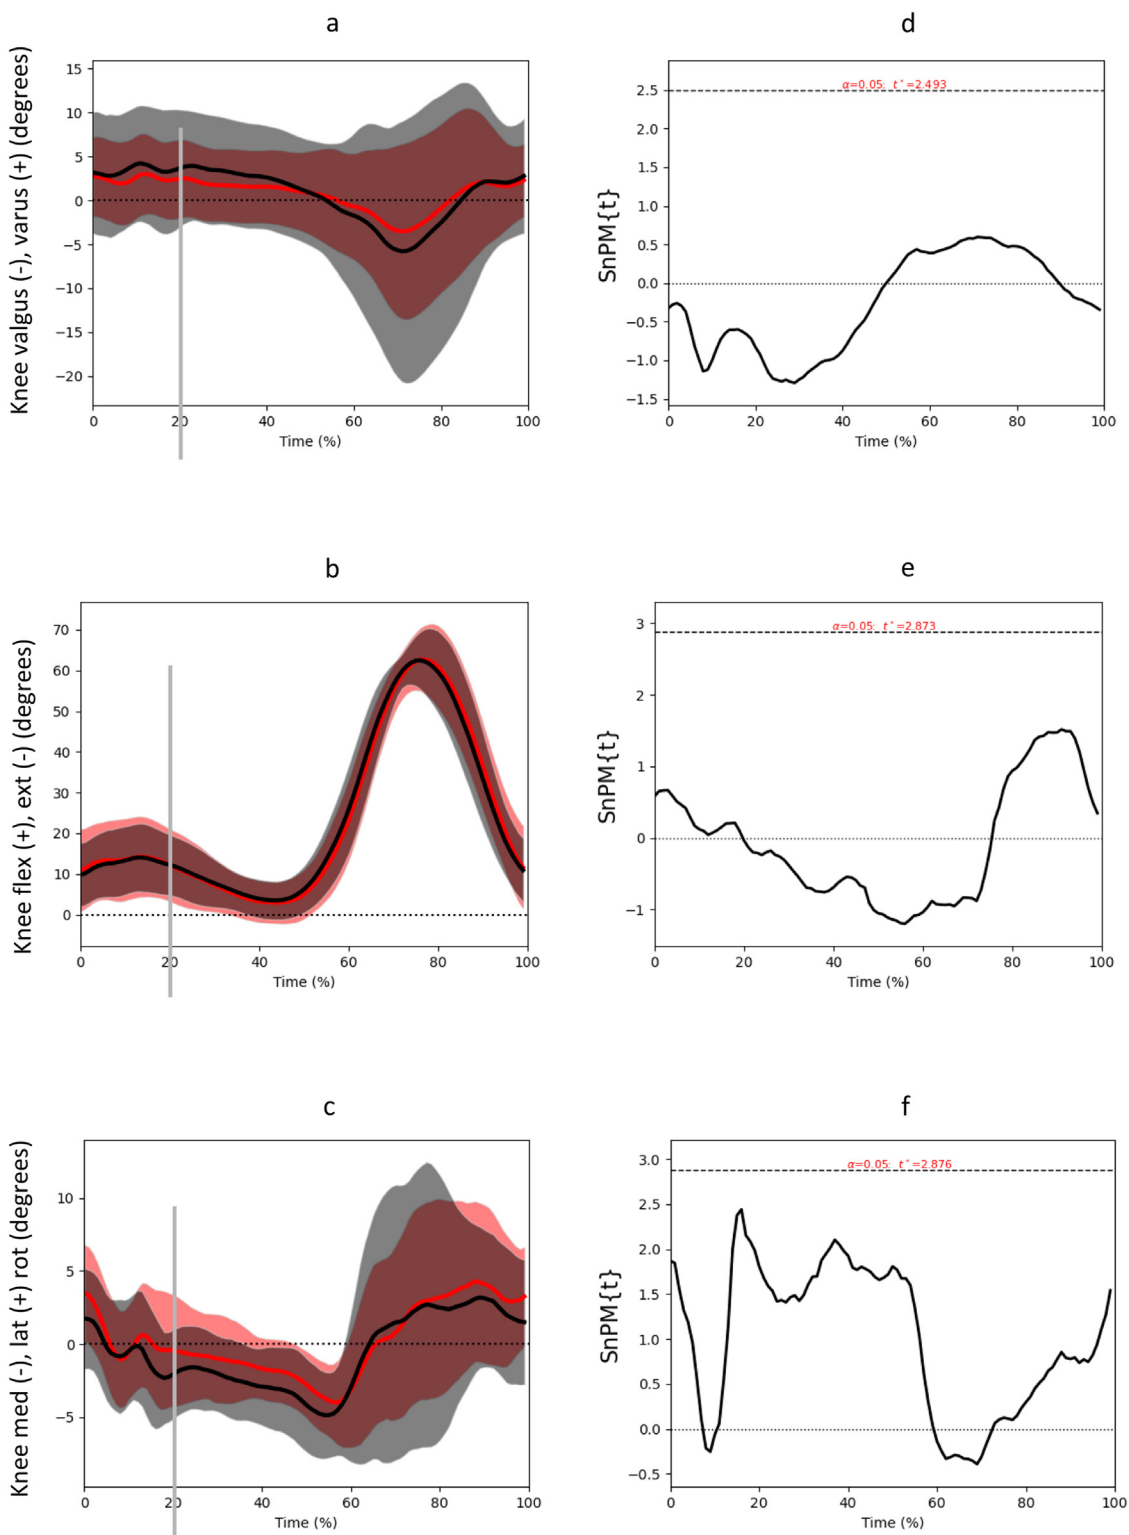 a
Knee valgus (-), varus (+) (degrees)
15
10
5
0
−5
−10
−15
−20
0 20 40 60 80 100
Time (%)
d
SnPM{t}
α=0.05: t*=2.493
2.5
2.0
1.5
1.0
0.5
0.0
−0.5
−1.0
−1.5
0 20 40 60 80 100
Time (%)
b
Knee flex (+), ext (-) (degrees)
70
60
50
40
30
20
10
0
0 20 40 60 80 100
Time (%)
e
SnPM{t}
α=0.05: t*=2.873
3
2
1
0
−1
0 20 40 60 80 100
Time (%)
c
Knee med (-), lat (+) rot (degrees)
10
5
0
−5
0 20 40 60 80 100
Time (%)
f
SnPM{t}
α=0.05: t*=2.876
3.0
2.5
2.0
1.5
1.0
0.5
0.0
−0.5
0 20 40 60 80 100
Time (%)